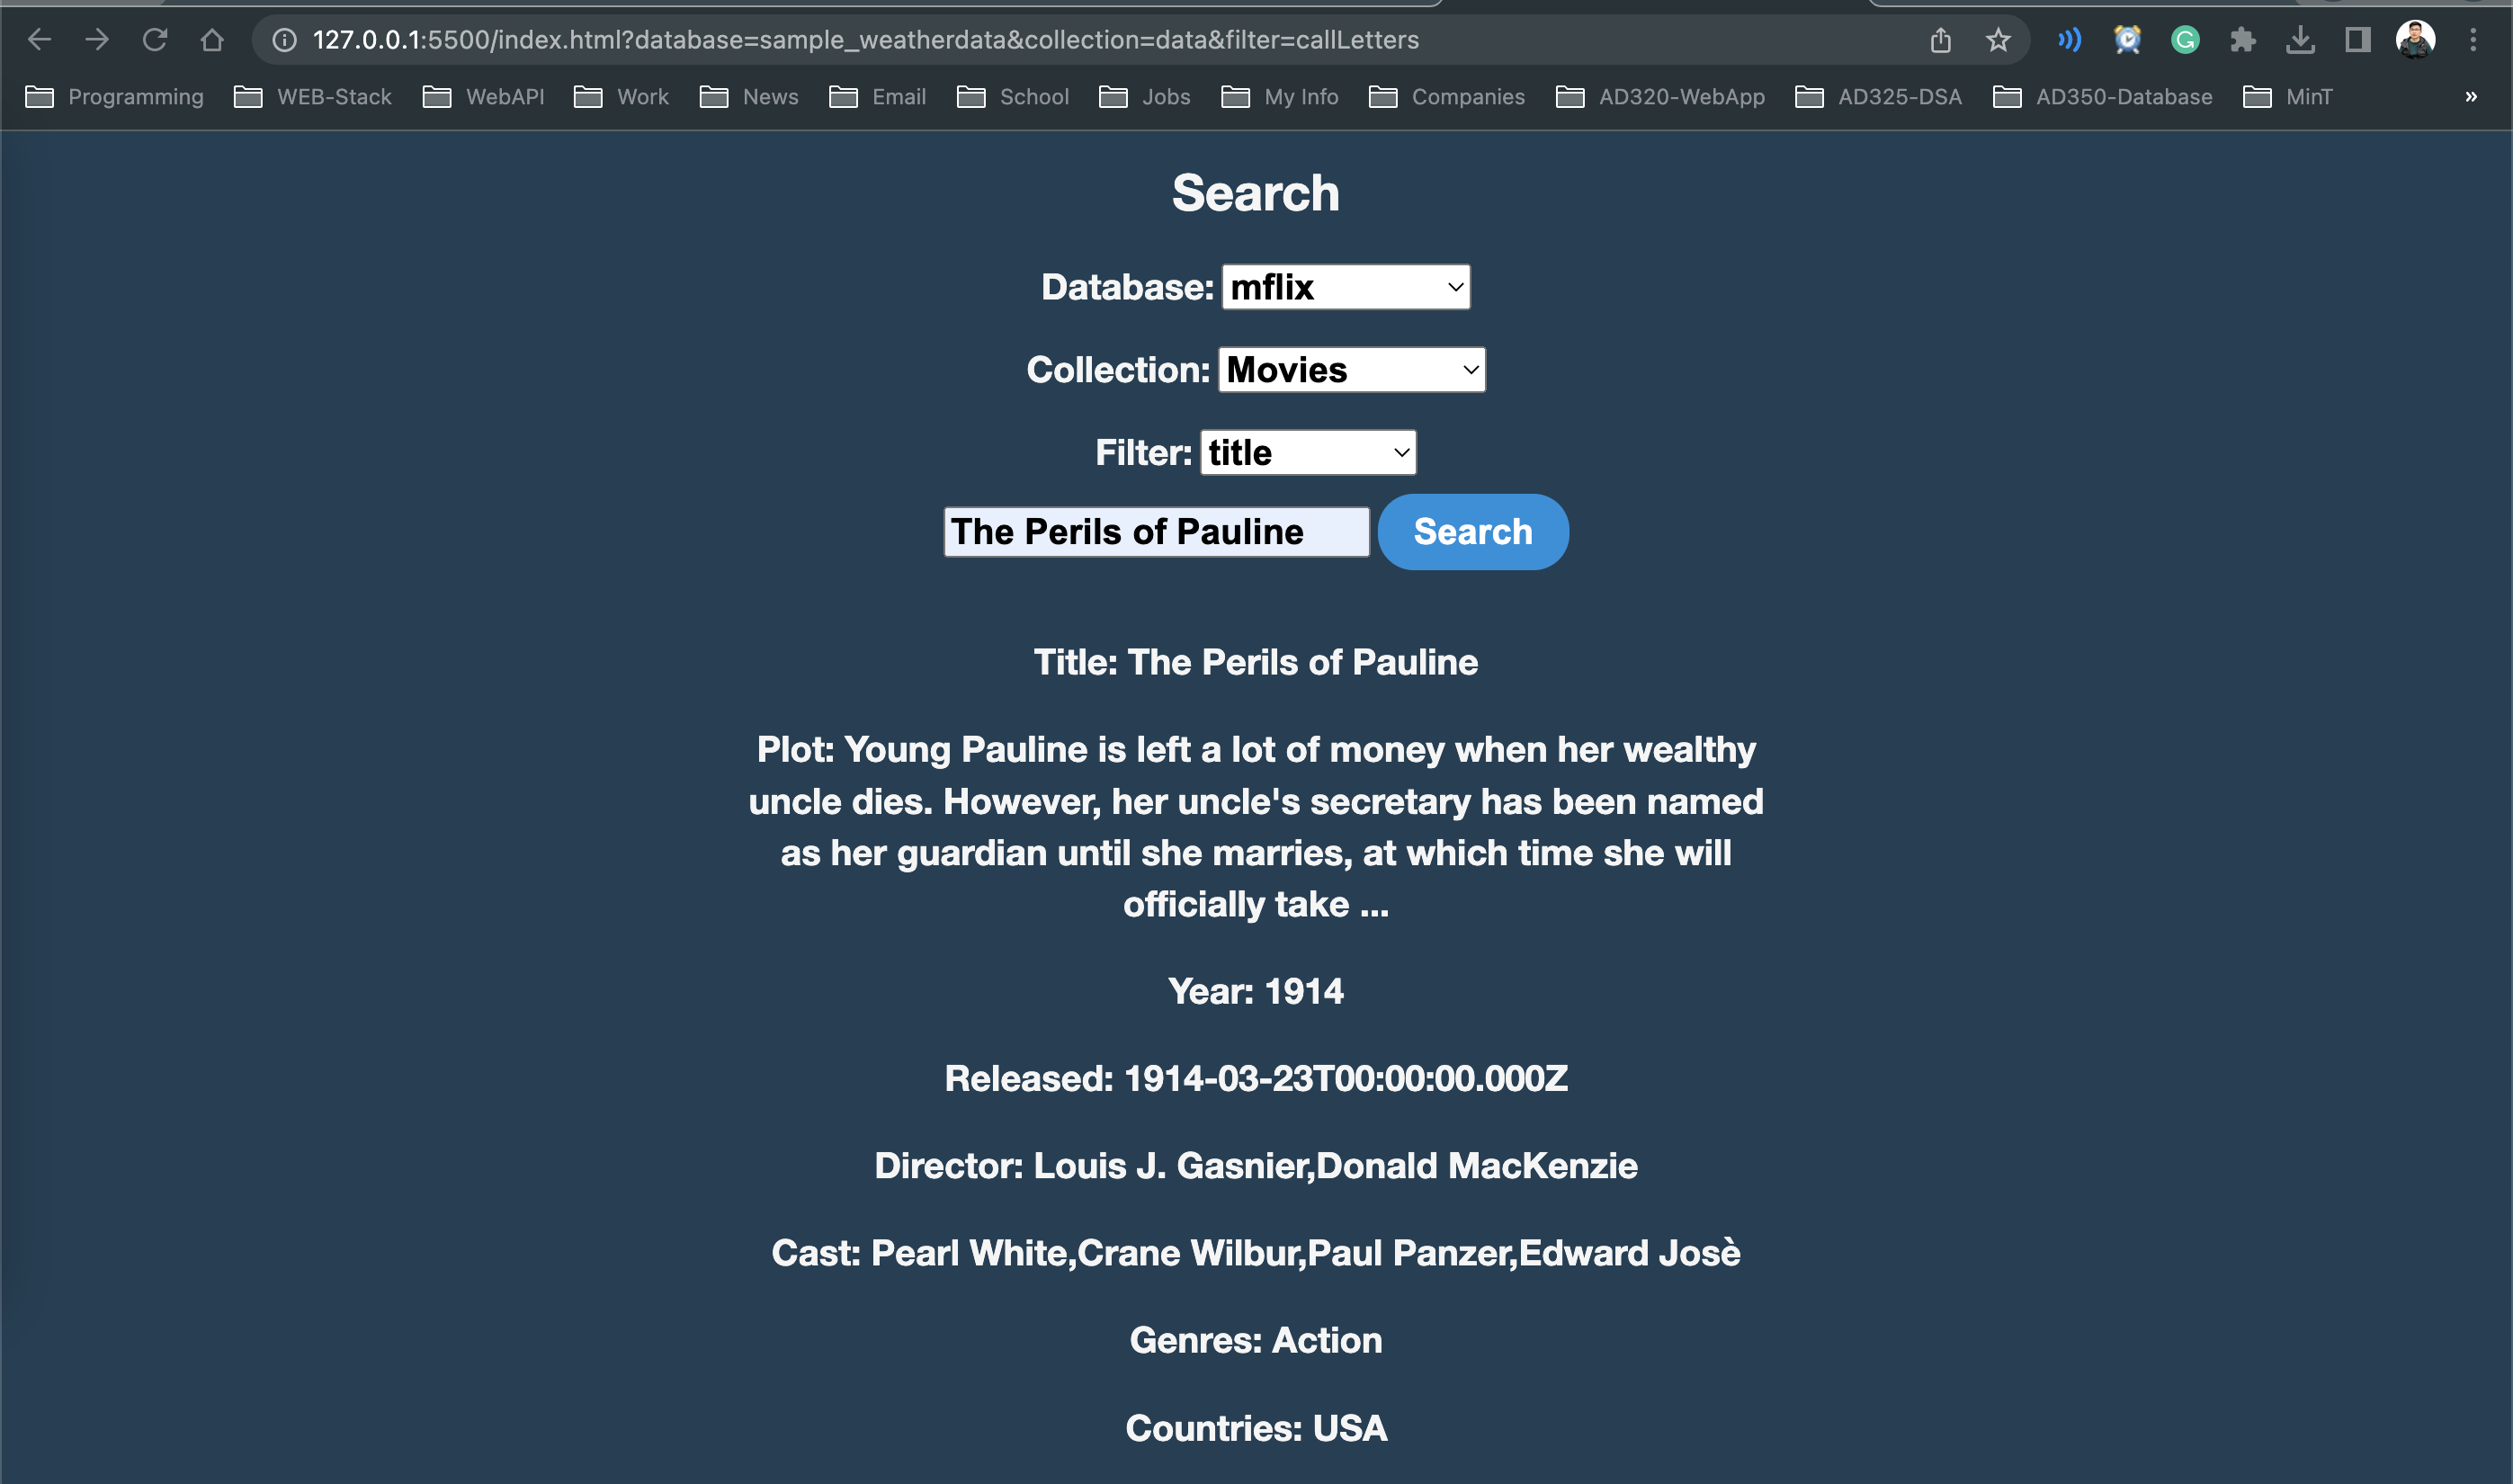 127.0.0.1:5500/index.html?database=sample_weatherdata&collection=data&filter=callLetters
Programming WEB-Stack WebAPI Work News Email School Jobs My Info Companies AD320-WebApp AD325-DSA AD350-Database MinT »
Search
Database: mflix
Collection: Movies
Filter: title
The Perils of Pauline Search
Title: The Perils of Pauline
Plot: Young Pauline is left a lot of money when her wealthy
uncle dies. However, her uncle's secretary has been named
as her guardian until she marries, at which time she will
officially take ...
Year: 1914
Released: 1914-03-23T00:00:00.000Z
Director: Louis J. Gasnier,Donald MacKenzie
Cast: Pearl White,Crane Wilbur,Paul Panzer,Edward Josè
Genres: Action
Countries: USA